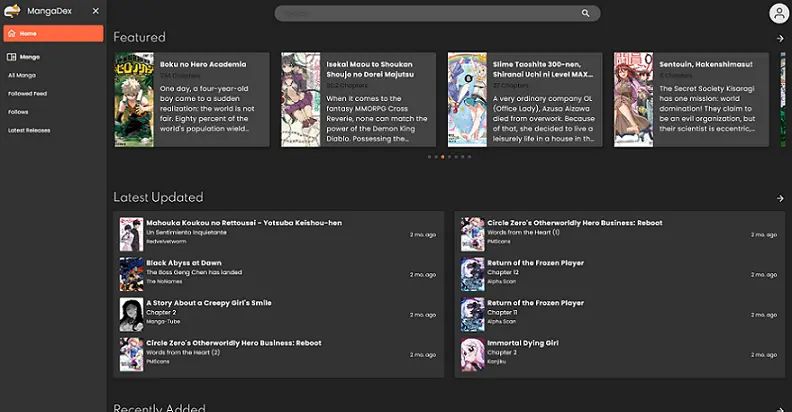 MangaDex
Home
Manga
All Manga
Followed Feed
Follows
Latest Releases
Featured
Boku no Hero Academia
One day, a four-year-old
boy came to a sudden
realization: the world is not
fair. Eighty percent of the
world's population wield...
Isekai Maou to Shoukan
Shoujo no Dorei Majutsu
Chapters
When it comes to the
fantasy MMORPG Cross
Reverie, none can match the
power of the Demon King
Diablo. Possessing the...
Slime Taoshite 300-nen,
Shiranai Uchi ni Level MAX...
Chapters
A very ordinary company OL
(Office Lady), Azusa Aizawa
died from overwork. Because
of that, she decided to live a
leisurely life in a house in th...
Sentouin, Hakenshimasu!
Chapters
The Secret Society Kisaragi
has one mission: world
domination! They claim to
be an evil organization, but
their scientist is eccentric,...
Latest Updated
Mahouka Koukou no Rettousei - Yotsuba Keishou-hen
Un Sentimiento Inquietante
Redvelvetworm
2 mo. ago
Black Abyss at Dawn
The Boss Geng Chen has landed
The NoNames
2 mo. ago
A Story About a Creepy Girl's Smile
Chapter 2
Manga-Tube
2 mo. ago
Circle Zero's Otherworldly Hero Business: Reboot
Words from the Heart (2)
PMScans
2 mo. ago
Circle Zero's Otherworldly Hero Business: Reboot
Words from the Heart (1)
PMScans
2 mo. ago
Return of the Frozen Player
Chapter 12
Alpha Scan
2 mo. ago
Return of the Frozen Player
Chapter 11
Alpha Scan
2 mo. ago
Immortal Dying Girl
Chapter 3
Kanjiku
2 mo. ago
Recently Added